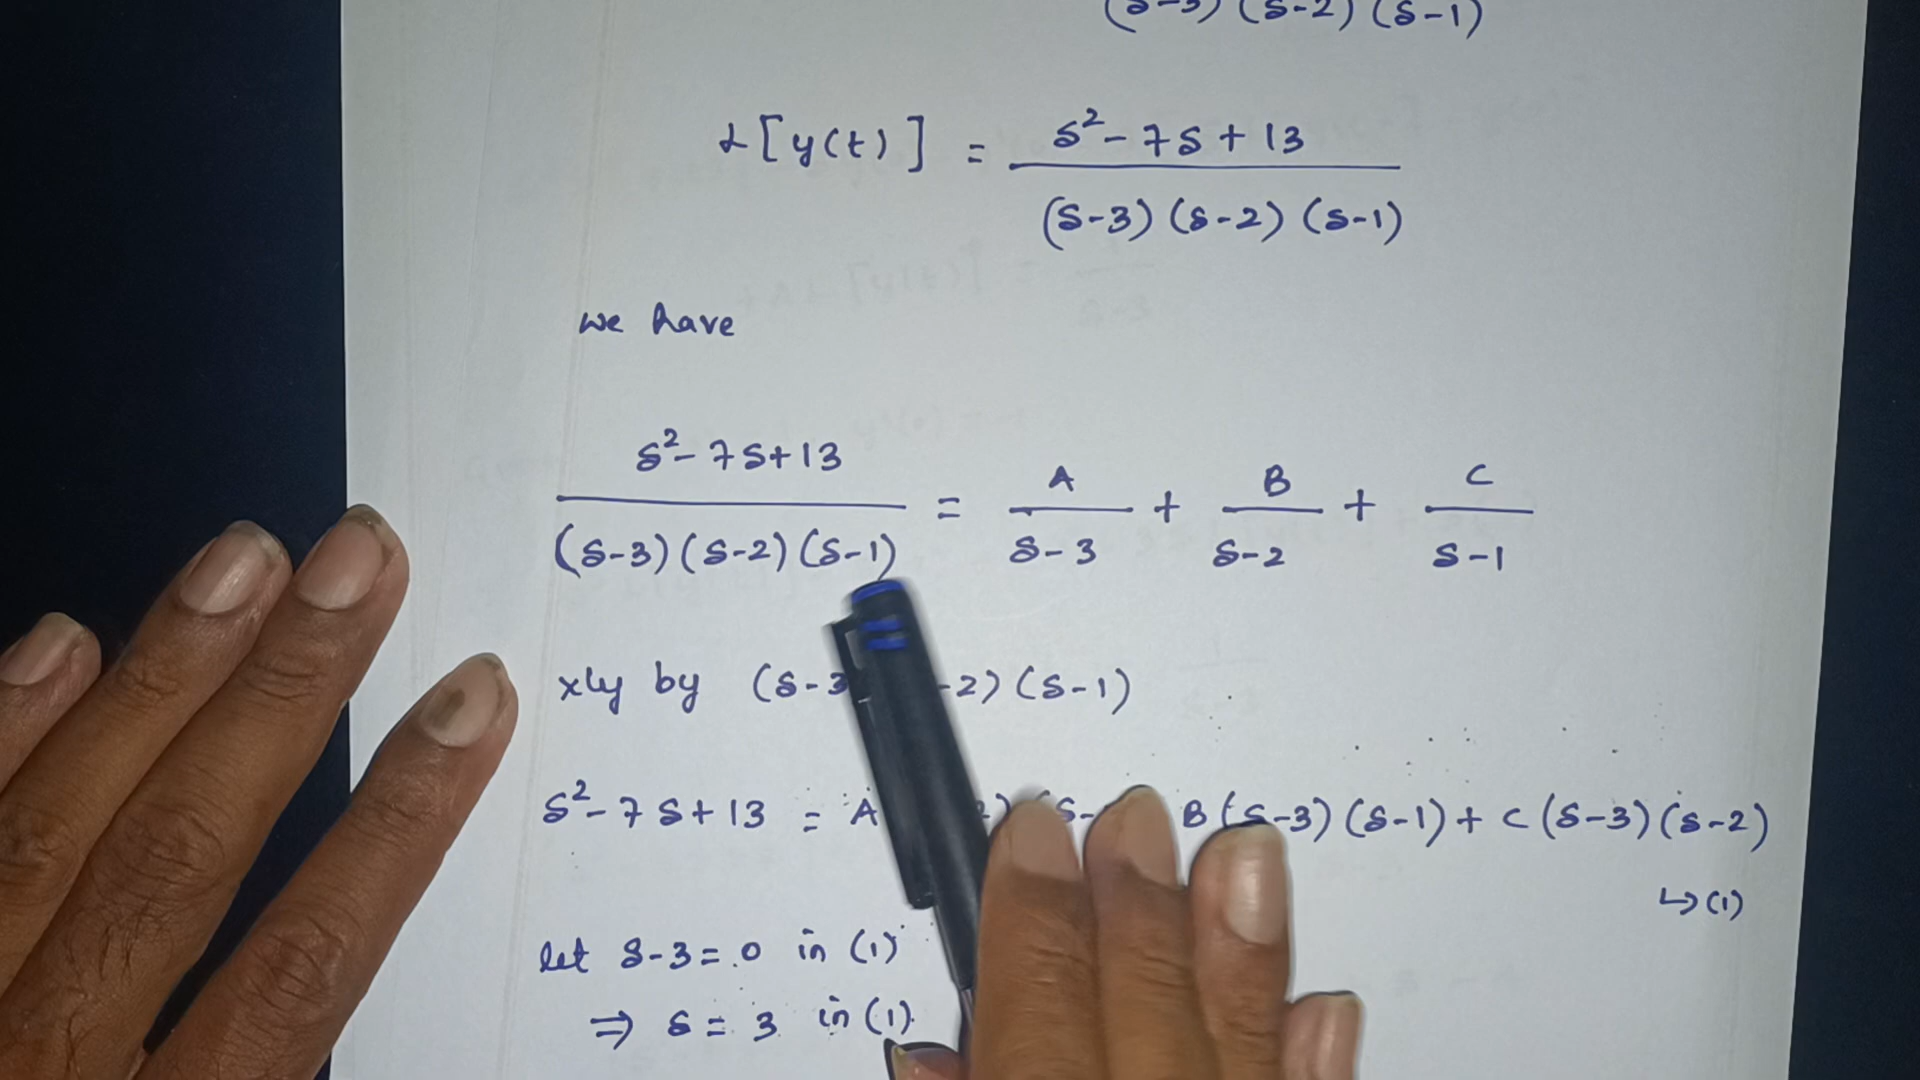 (s-3) (s-2) (s-1)
L[y(t)] = s²-7s+13 / (s-3) (s-2) (s-1)
we have
s²-7s+13 / (s-3)(s-2)(s-1) = A / s-3 + B / s-2 + C / s-1
xly by (s-3 -2)(s-1)
s²-7s+13 = A B(s-3)(s-1)+ C(s-3)(s-2)
↳(1)
let s-3=0 in (1)
⇒ s = 3 in (1)